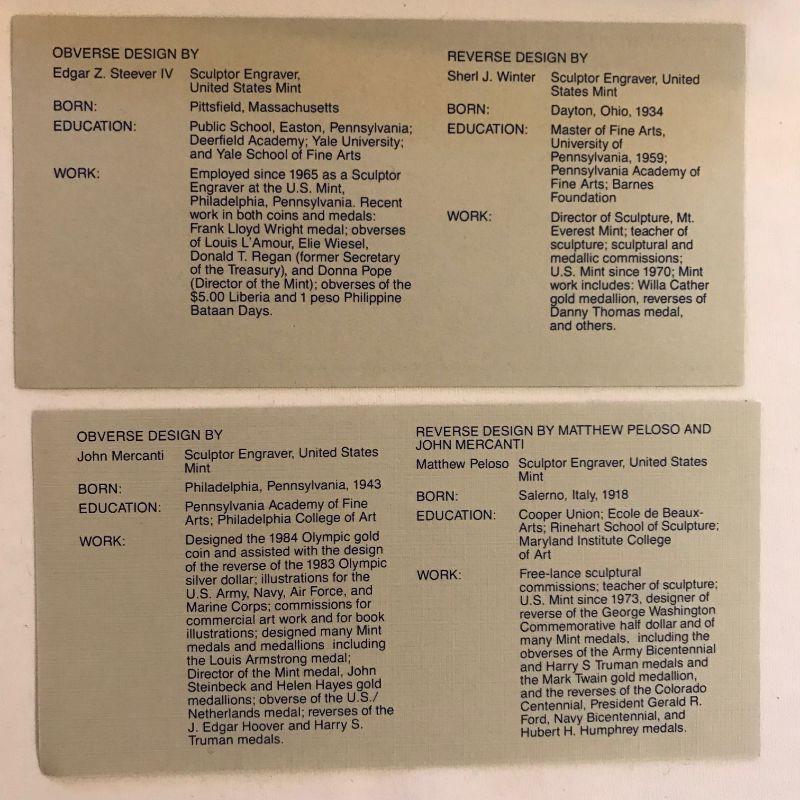 OBVERSE DESIGN BY
Edgar Z. Steever IV Sculptor Engraver,
United States Mint
BORN: Pittsfield, Massachusetts
EDUCATION: Public School, Easton, Pennsylvania;
Deerfield Academy; Yale University;
and Yale School of Fine Arts
WORK: Employed since 1965 as a Sculptor
Engraver at the U.S. Mint,
Philadelphia, Pennsylvania. Recent
work in both coins and medals:
Frank Lloyd Wright medal; obverses
of Louis L'Amour, Elie Wiesel,
Donald T. Regan (former Secretary
of the Treasury), and Donna Pope
(Director of the Mint); obverses of the
$5.00 Liberia and 1 peso Philippine
Bataan Days.
REVERSE DESIGN BY
Sherl J. Winter Sculptor Engraver, United
States Mint
BORN: Dayton, Ohio, 1934
EDUCATION: Master of Fine Arts,
University of
Pennsylvania, 1959;
Pennsylvania Academy of
Fine Arts; Barnes
Foundation
WORK: Director of Sculpture, Mt.
Everest Mint; teacher of
sculpture; sculptural and
medallic commissions;
U.S. Mint since 1970; Mint
work includes: Willa Cather
gold medallion, reverses of
Danny Thomas medal,
and others.
OBVERSE DESIGN BY
John Mercanti Sculptor Engraver, United States
Mint
BORN: Philadelphia, Pennsylvania, 1943
EDUCATION: Pennsylvania Academy of Fine
Arts; Philadelphia College of Art
WORK: Designed the 1984 Olympic gold
coin and assisted with the design
of the reverse of the 1983 Olympic
silver dollar; illustrations for the
U.S. Army, Navy, Air Force, and
Marine Corps; commissions for
commercial art work and for book
illustrations; designed many Mint
medals and medallions including
the Louis Armstrong medal;
Director of the Mint medal, John
Steinbeck and Helen Hayes gold
medallions; obverse of the U.S./
Netherlands medal; reverses of the
J. Edgar Hoover and Harry S.
Truman medals.
REVERSE DESIGN BY MATTHEW PELOSO AND
JOHN MERCANTI
Matthew Peloso Sculptor Engraver, United States
Mint
BORN: Salerno, Italy, 1918
EDUCATION: Cooper Union; Ecole de Beaux-
Arts; Rinehart School of Sculpture;
Maryland Institute College
of Art
WORK: Free-lance sculptural
commissions; teacher of sculpture;
U.S. Mint since 1973, designer of
reverse of the George Washington
Commemorative half dollar and of
many Mint medals, including the
obverses of the Army Bicentennial
and Harry S Truman medals and
the Mark Twain gold medallion,
and the reverses of the Colorado
Centennial, President Gerald R.
Ford, Navy Bicentennial, and
Hubert H. Humphrey medals.